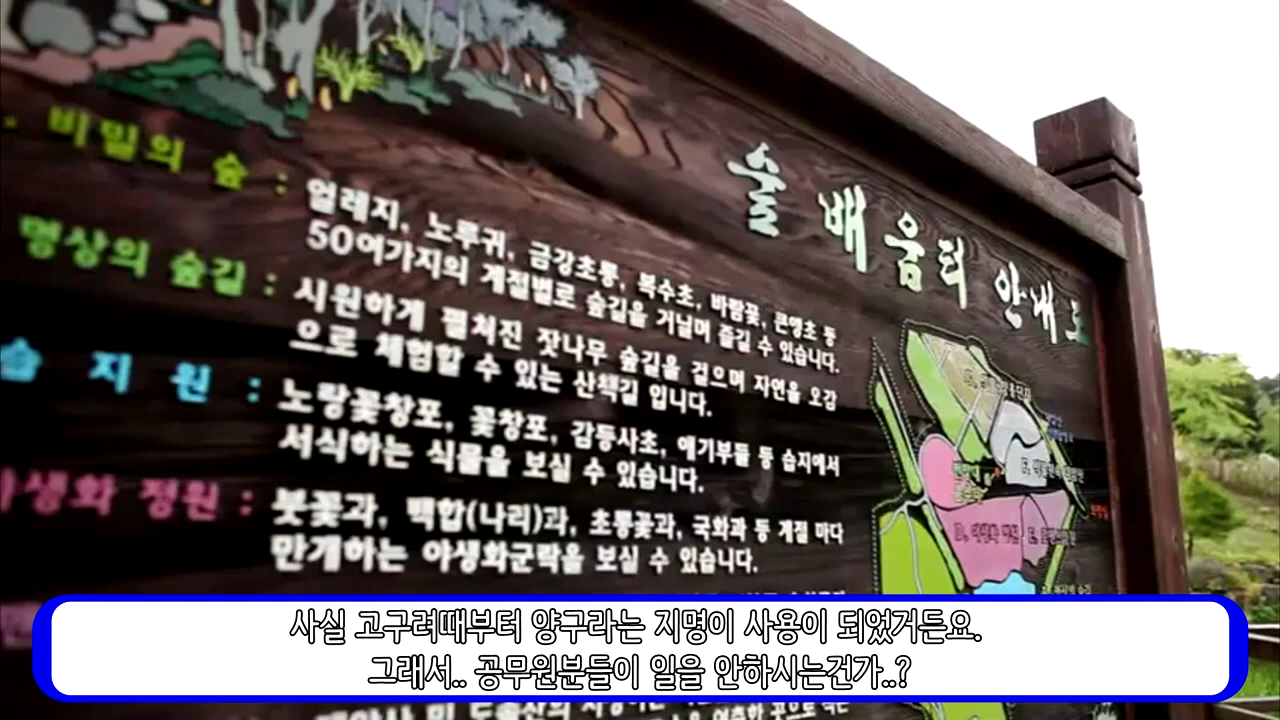 숲 배움터 안내도
비밀의 숲 :
얼레지, 노루귀, 금강초롱, 복수초, 바람꽃, 큰앵초 등
50여가지의 계절별로 숲길을 거닐며 즐길 수 있습니다.
명상의 숲길 :
시원하게 펼쳐진 잣나무 숲길을 걸으며 자연을 오감
으로 체험할 수 있는 산책길 입니다.
습 지 원 :
노랑꽃창포, 꽃창포, 감등사초, 애기부들 등 습지에서
서식하는 식물을 보실 수 있습니다.
야생화 정원 :
붓꽃과, 백합(나리)과, 초롱꽃과, 국화과 등 계절 마다
만개하는 야생화군락을 보실 수 있습니다.
사실 고구려때부터 양구라는 지명이 사용이 되었거든요.
그래서.. 공무원분들이 일을 안하시는건가..?